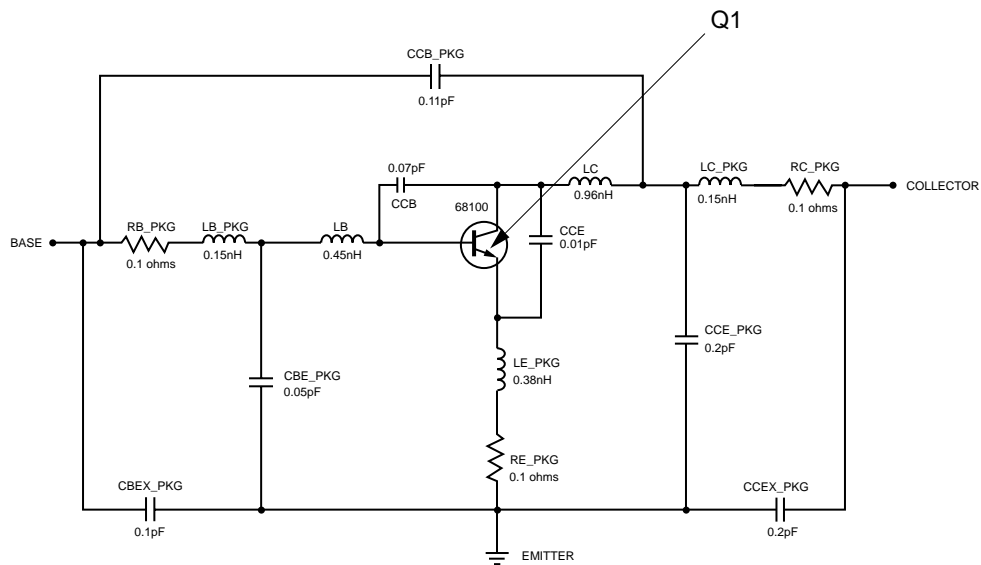 Q1
CCB_PKG
0.11pF
0.07pF
CCB
68100
LC
0.96nH
LC_PKG
0.15nH
RC_PKG
0.1 ohms
COLLECTOR
BASE
RB_PKG
0.1 ohms
LB_PKG
0.15nH
LB
0.45nH
CCE
0.01pF
CCE_PKG
0.2pF
LE_PKG
0.38nH
CBE_PKG
0.05pF
RE_PKG
0.1 ohms
CBEX_PKG
0.1pF
CCEX_PKG
0.2pF
EMITTER